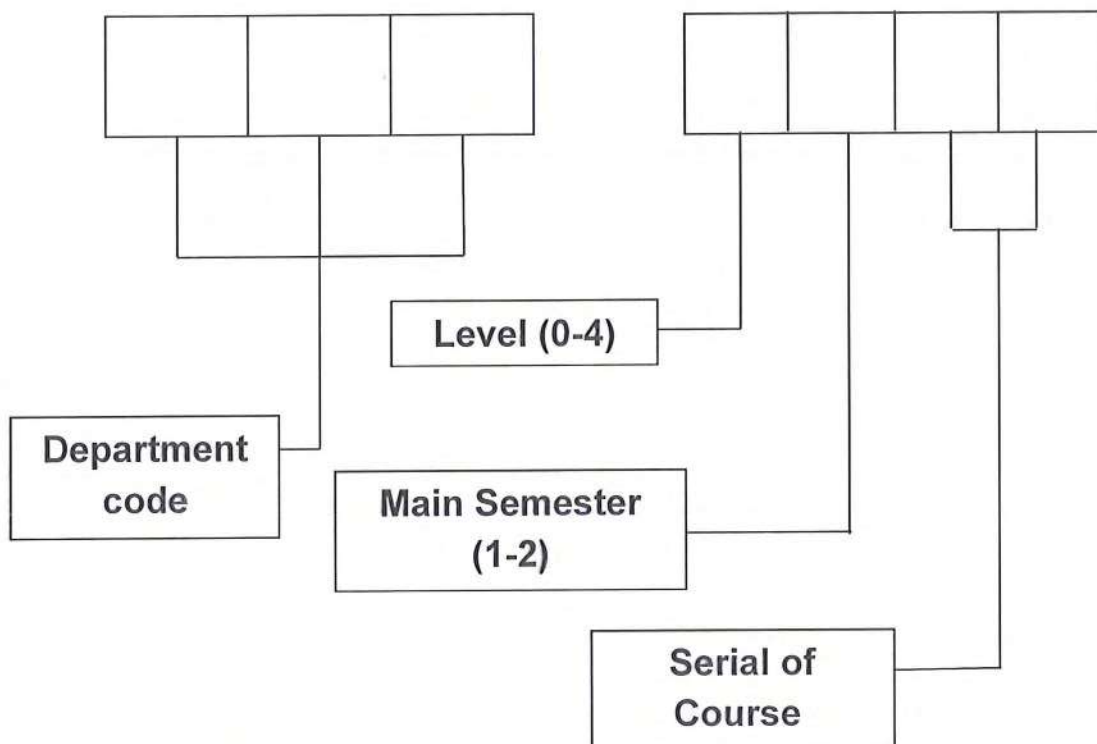 Level (0-4)
Department
code
Main Semester
(1-2)
Serial of
Course